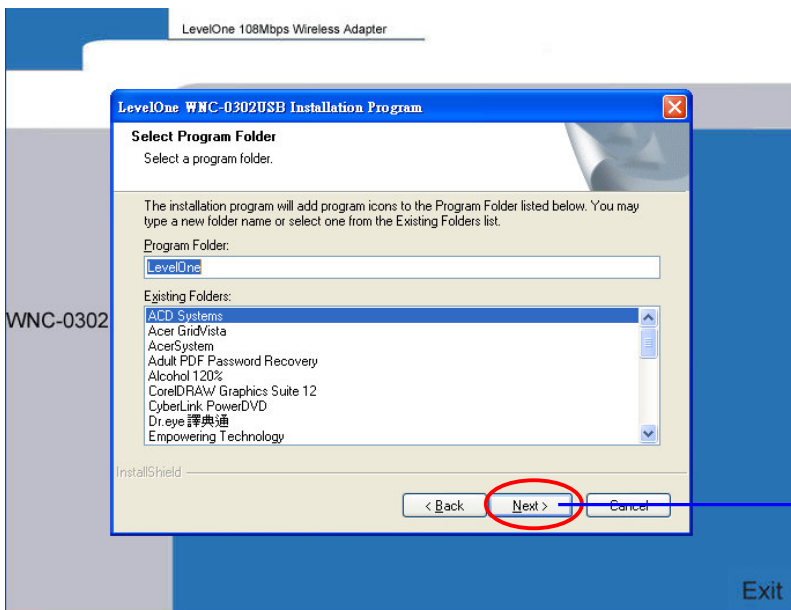 LevelOne 108Mbps Wireless Adapter
LevelOne WNC-0302USB Installation Program
Select Program Folder
Select a program folder.
The installation program will add program icons to the Program Folder listed below. You may
type a new folder name or select one from the Existing Folders list.
Program Folder:
LevelOne
Existing Folders:
ACD Systems
Acer GridVista
AcerSystem
Adult PDF Password Recovery
Alcohol 120%
CorelDRAW Graphics Suite 12
CyberLink PowerDVD
Dr.eye 譯典通
Empowering Technology
WNC-0302
InstallShield
< Back
Next >
Cancel
Exit